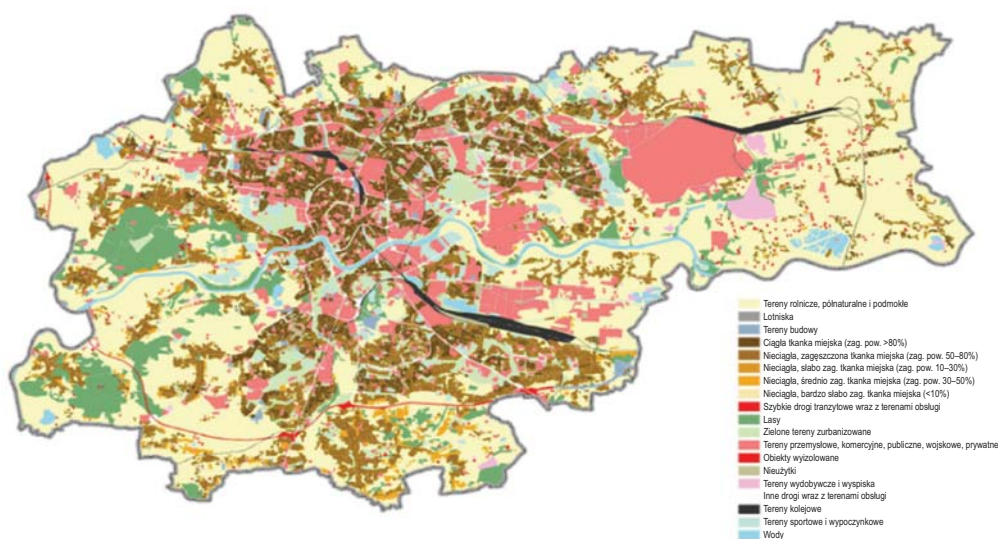 Tereny rolnicze, półnaturalne i podmokłe
Lotniska
Tereny budowy
Ciągła tkanka miejska (zag. pow. >80%)
Nieciągła, zagęszczona tkanka miejska (zag. pow. 50–80%)
Nieciągła, słabo zag. tkanka miejska (zag. pow. 10–30%)
Nieciągła, średnio zag. tkanka miejska (zag. pow. 30–50%)
Nieciągła, bardzo słabo zag. tkanka miejska (<10%)
Szybkie drogi tranzytowe wraz z terenami obsługi
Lasy
Zielone tereny zurbanizowane
Tereny przemysłowe, komercyjne, publiczne, wojskowe, prywatne
Obiekty wyizolowane
Nieużytki
Tereny wydobywcze i wyspiska
Inne drogi wraz z terenami obsługi
Tereny kolejowe
Tereny sportowe i wypoczynkowe
Wody